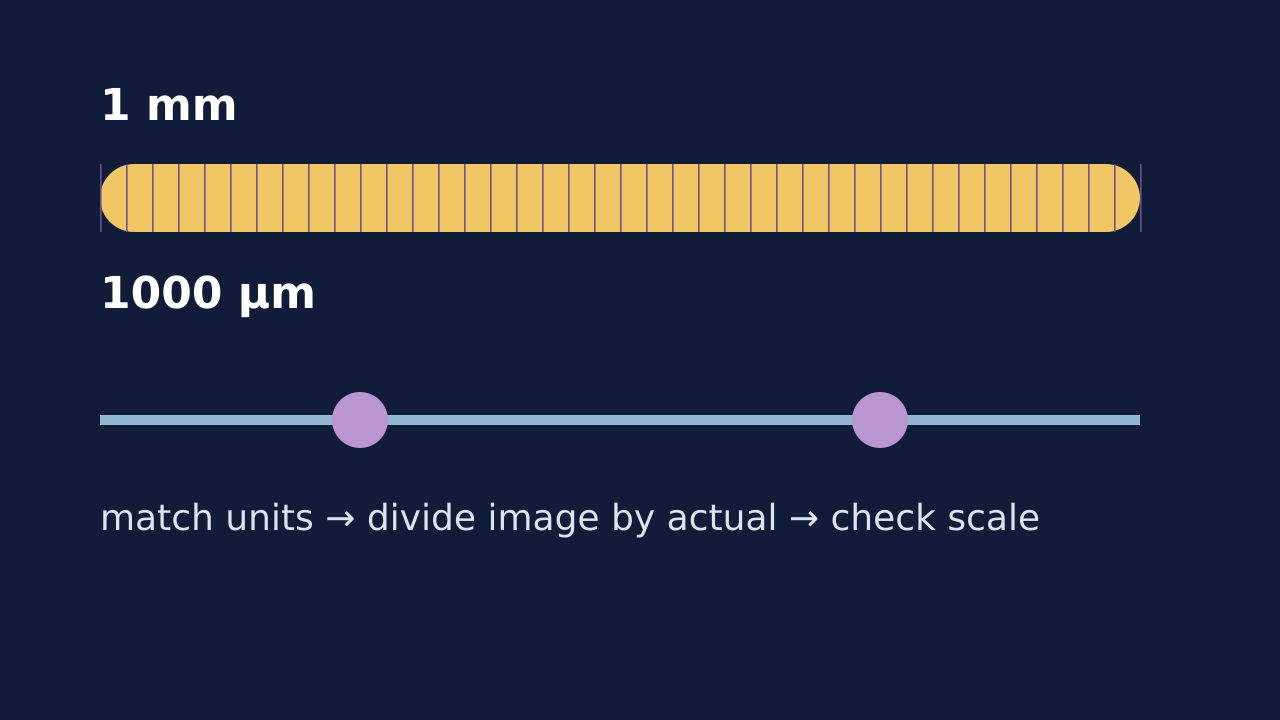 1 mm
1000 µm
match units → divide image by actual → check scale